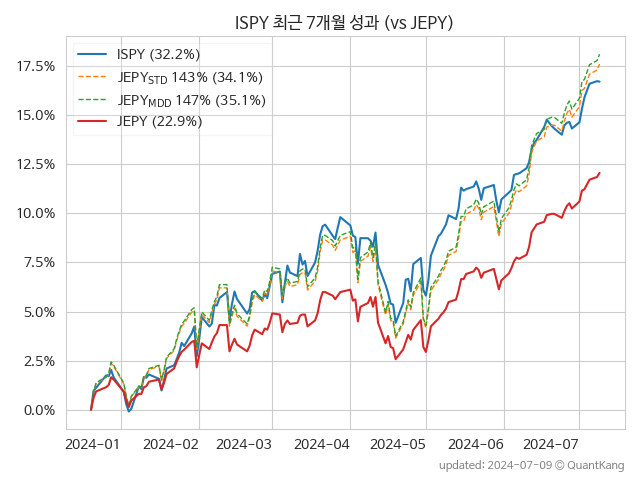 ISPY 최근 7개월 성과 (vs JEPY)
ISPY (32.2%)
JEPYSTD 143% (34.1%)
JEPYMDD 147% (35.1%)
JEPY (22.9%)
17.5%
15.0%
12.5%
10.0%
7.5%
5.0%
2.5%
0.0%
2024-01 2024-02 2024-03 2024-04 2024-05 2024-06 2024-07
updated: 2024-07-09 © QuantKang